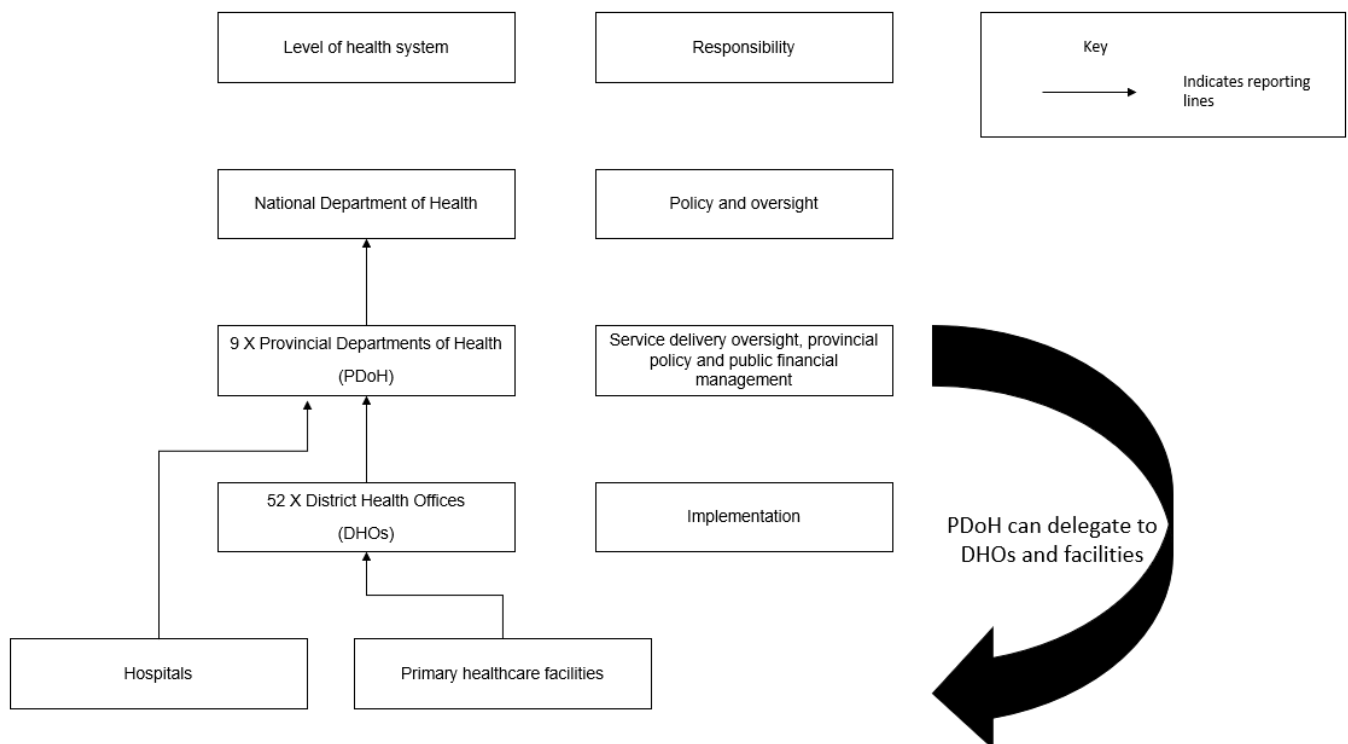 Level of health system
Responsibility
Key
Indicates reporting
lines
National Department of Health
Policy and oversight
9 X Provincial Departments of Health
(PDoH)
Service delivery oversight, provincial
policy and public financial
management
52 X District Health Offices
(DHOs)
Implementation
PDoH can delegate to
DHOs and facilities
Hospitals
Primary healthcare facilities